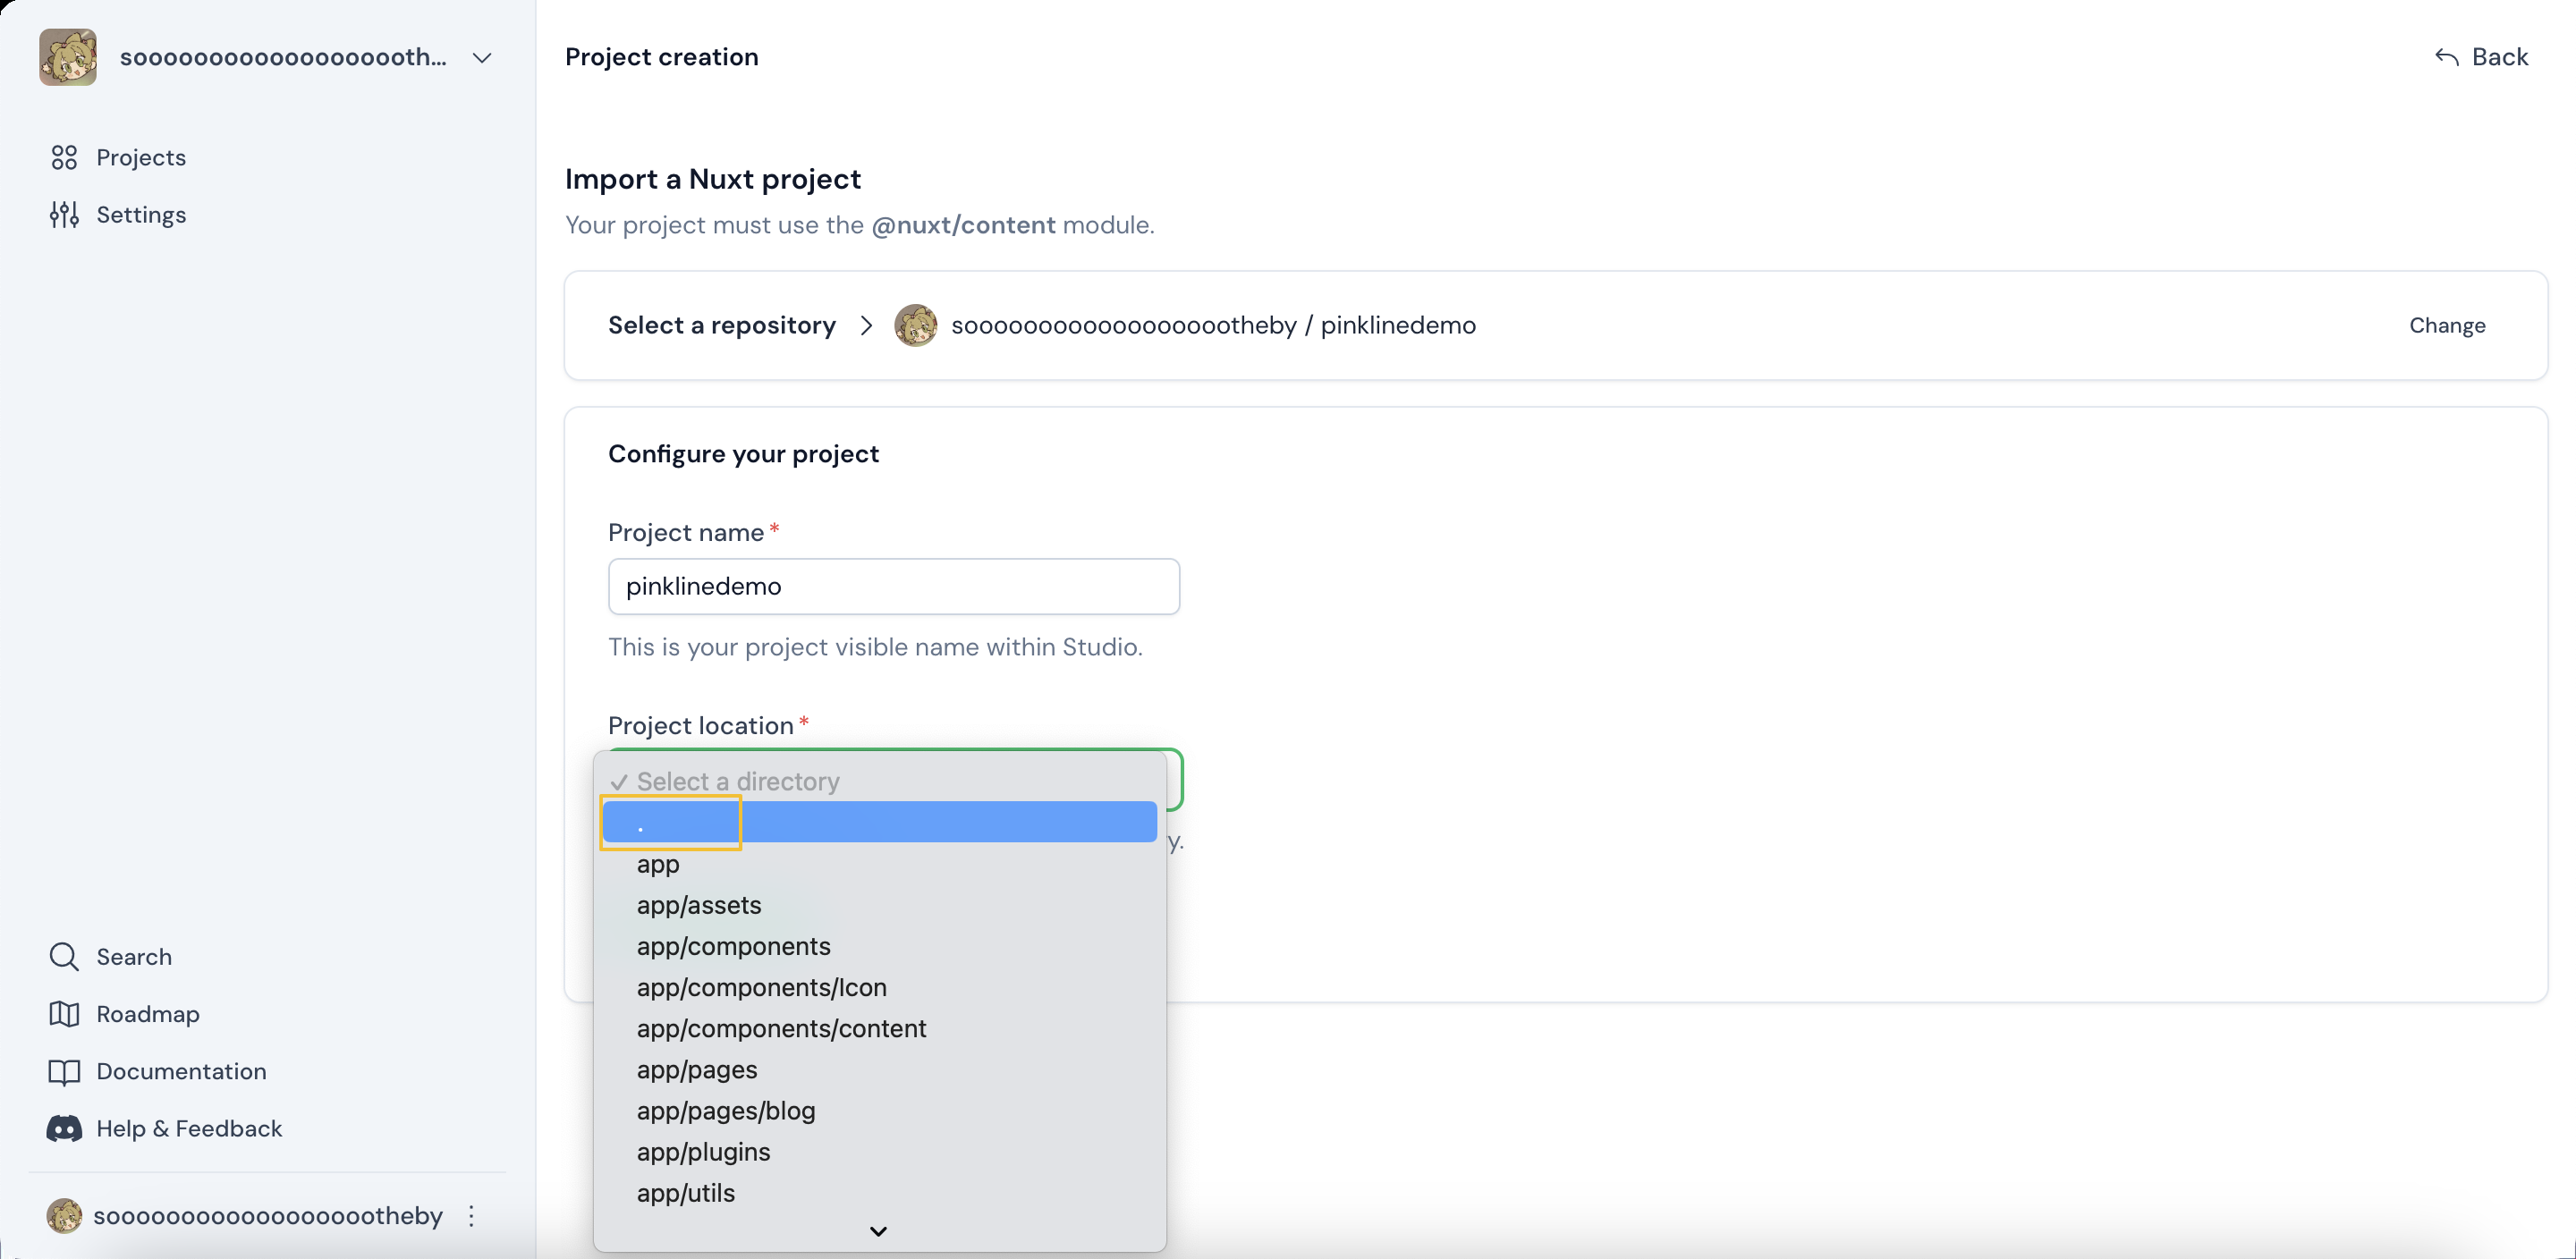 sooooooooooooooooooth...
Projects
Settings
Search
Roadmap
Documentation
Help & Feedback
sooooooooooooooooootheby
Project creation
Back
Import a Nuxt project
Your project must use the @nuxt/content module.
Select a repository > sooooooooooooooooootheby / pinklinedemo
Change
Configure your project
Project name*
pinklinedemo
This is your project visible name within Studio.
Project location*
✓ Select a directory
.
y.
app
app/assets
app/components
app/components/Icon
app/components/content
app/pages
app/pages/blog
app/plugins
app/utils